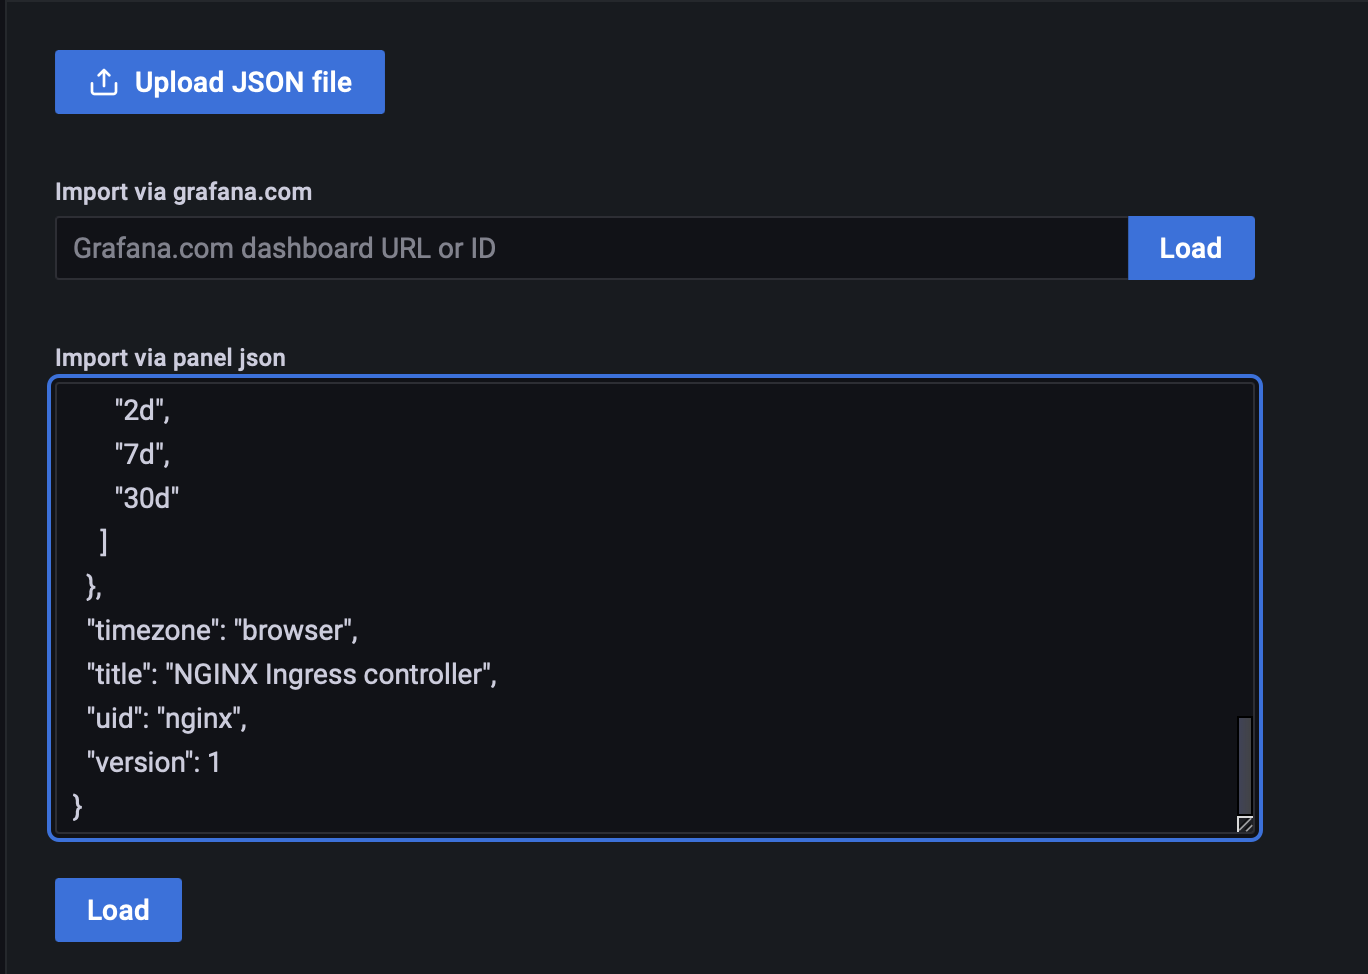 Upload JSON file
Import via grafana.com
Grafana.com dashboard URL or ID
Load
Import via panel json
"2d",
"7d",
"30d"
]
},
"timezone": "browser",
"title": "NGINX Ingress controller",
"uid": "nginx",
"version": 1
}
Load